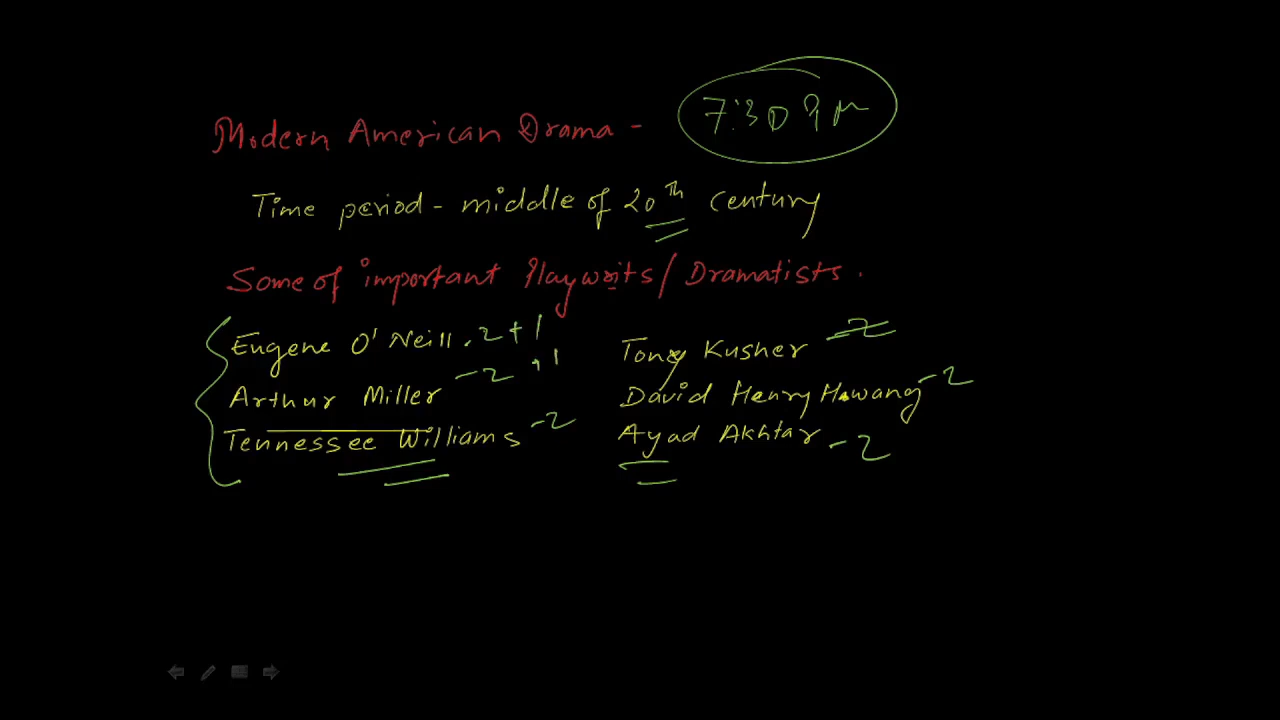 Modern American Drama - 7:30 PM
Time period - middle of 20th century
Some of important Playwrits/Dramatists.
Eugene O'Neill. 2 + 1
Arthur Miller - 2 + 1
Tennessee Williams - 2
Tony Kusher - 2
David Henry Hwang - 2
Ayad Akhtar - 2